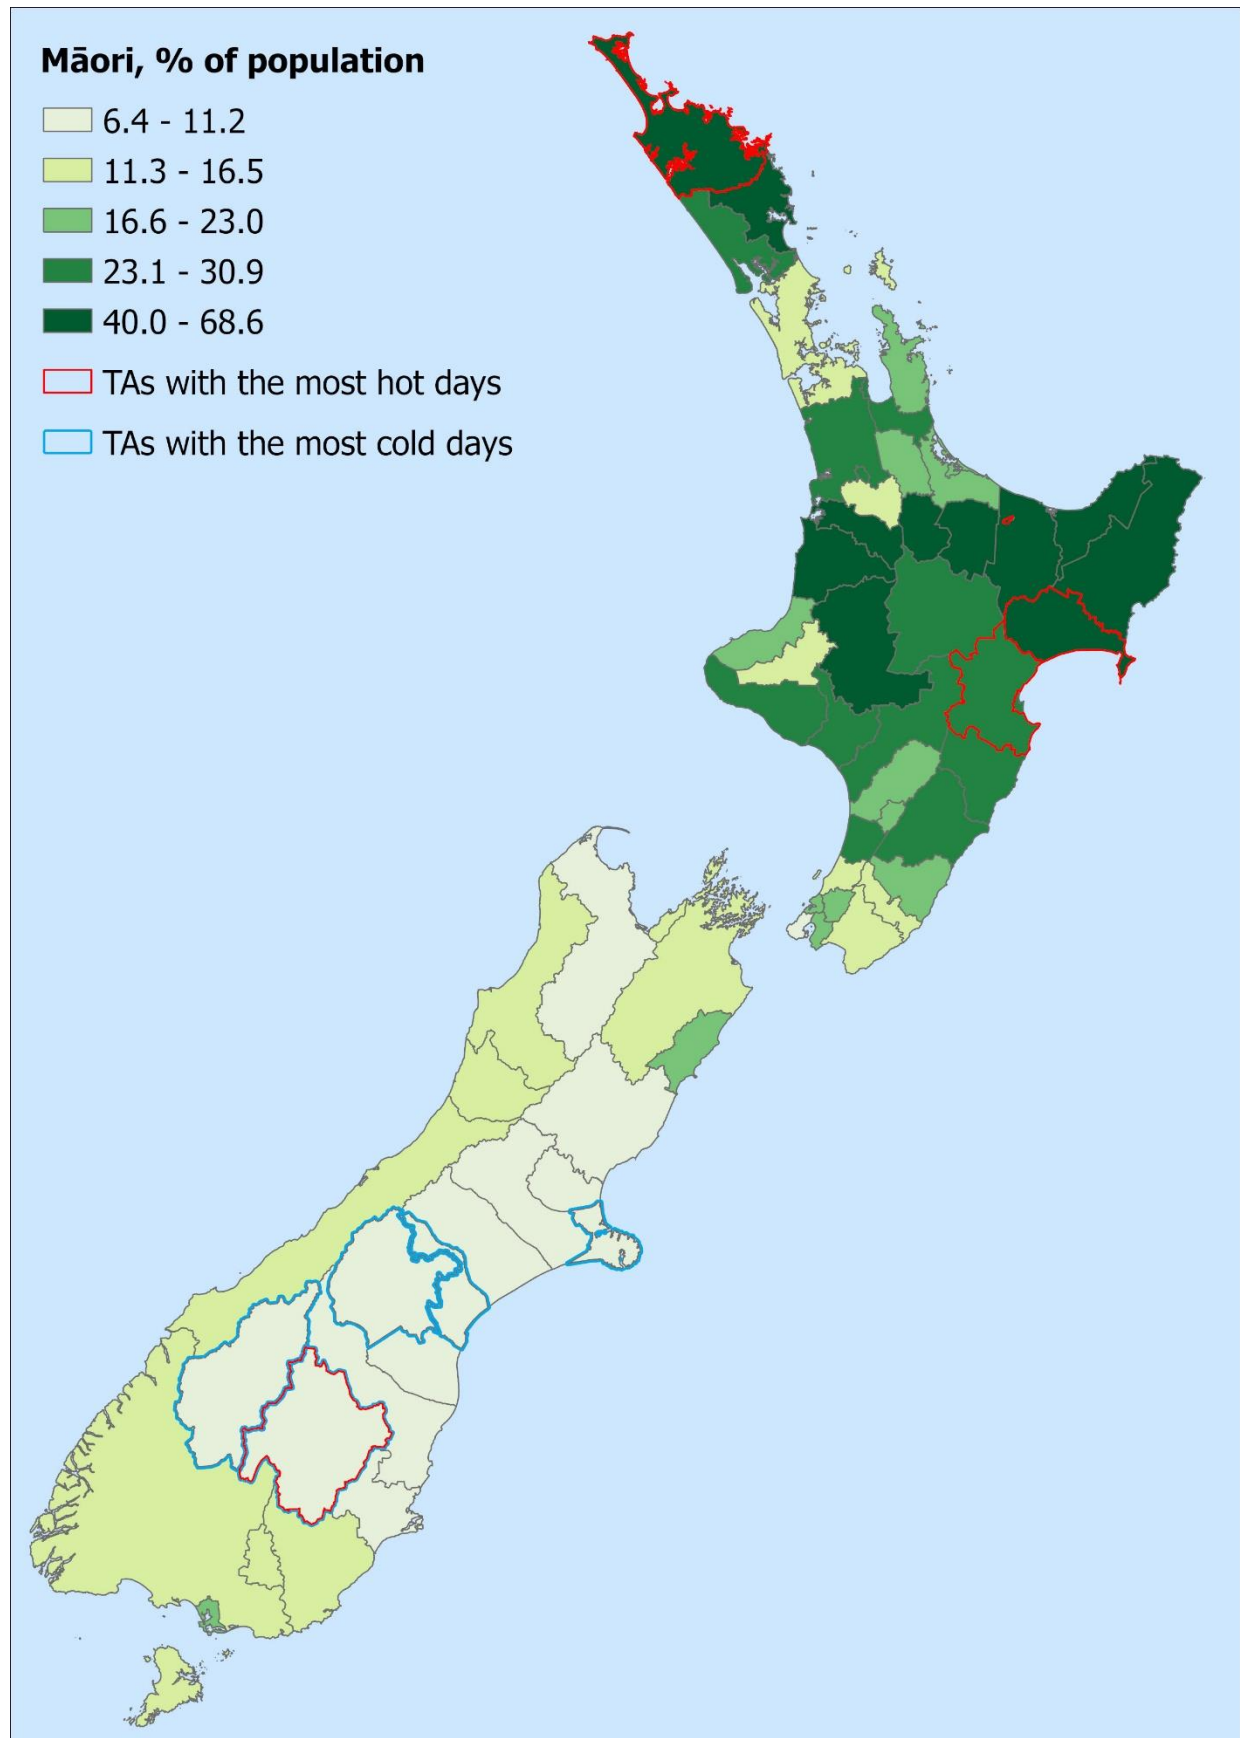 Māori, % of population
6.4 - 11.2
11.3 - 16.5
16.6 - 23.0
23.1 - 30.9
40.0 - 68.6
TAs with the most hot days
TAs with the most cold days